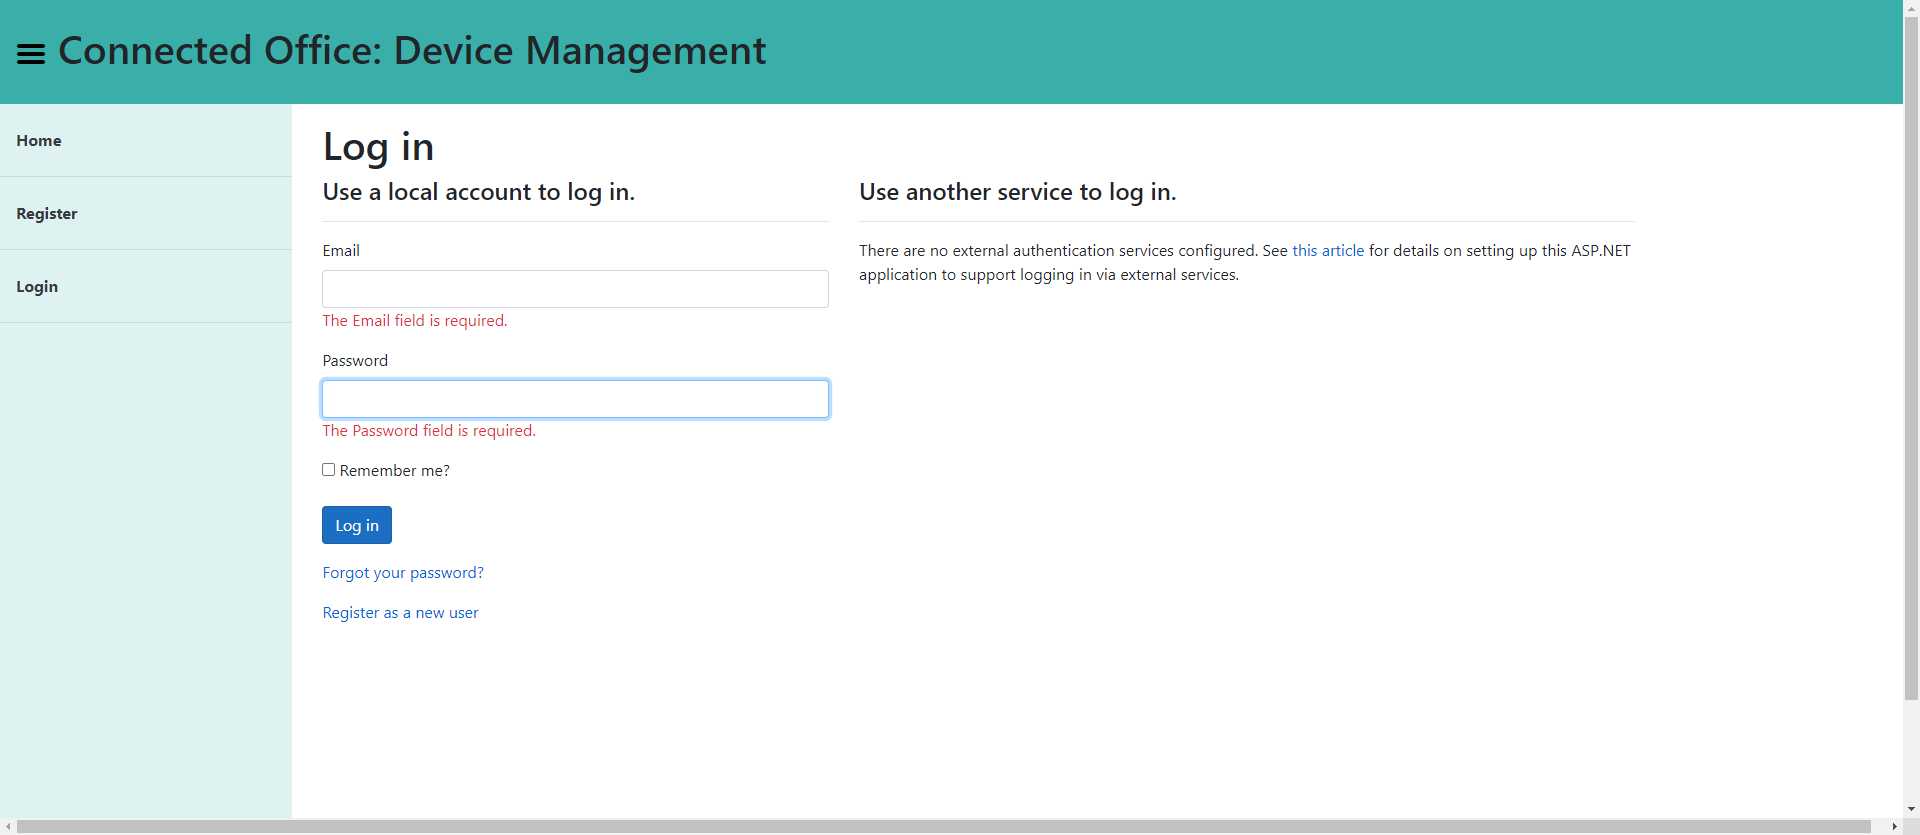 Connected Office: Device Management
Home
Register
Login
Log in
Use a local account to log in.
Email
The Email field is required.
Password
The Password field is required.
Remember me?
Log in
Forgot your password?
Register as a new user
Use another service to log in.
There are no external authentication services configured. See this article for details on setting up this ASP.NET
application to support logging in via external services.